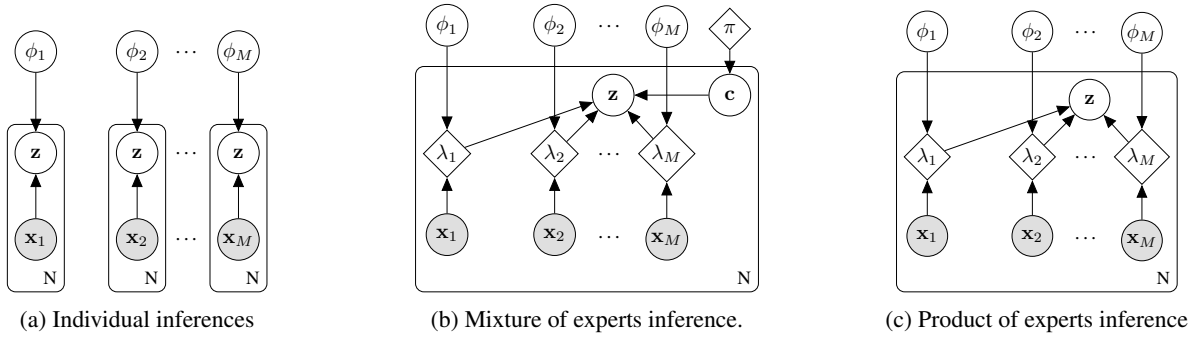 ϕ1 ϕ2 ⋯ ϕM
z z ⋯ z
x1 x2 ⋯ xM
N N N
(a) Individual inferences
ϕ1 ϕ2 ⋯ ϕM π
z c
λ1 λ2 ⋯ λM
x1 x2 ⋯ xM
N
(b) Mixture of experts inference.
ϕ1 ϕ2 ⋯ ϕM
z
λ1 λ2 ⋯ λM
x1 x2 ⋯ xM
N
(c) Product of experts inference